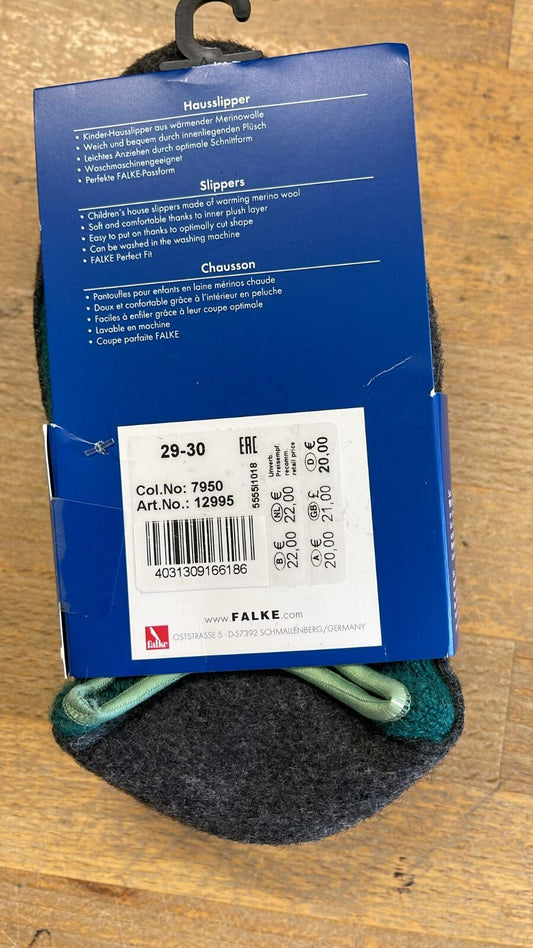 Hausslipper
• Kinder-Hausslipper aus wärmender Merinowolle
• Weich und bequem durch innenliegenden Plüsch
• Leichtes Anziehen durch optimale Schnittform
• Waschmaschinengeeignet
• Perfekte FALKE-Passform
Slippers
• Children's house slippers made of warming merino wool
• Soft and comfortable thanks to inner plush layer
• Easy to put on thanks to optimally cut shape
• Can be washed in the washing machine
• FALKE Perfect Fit
Chausson
• Pantoufles pour enfants en laine mérinos chaude
• Doux et confortable grâce à l'intérieur en peluche
• Faciles à enfiler grâce à leur coupe optimale
• Lavable en machine
• Coupe parfaite FALKE
29-30
EAC
Col.No: 7950
Art.No.: 12995
4031309166186
5555I1018
Unverb.
Preisempf.
recomm.
retail price
D €
20,00
NL €
22,00
GB £
21,00
B €
22,00
A €
20,00
www.FALKE.com
OSTSTRASSE 5 · D-57392 SCHMALLENBERG/GERMANY
falke